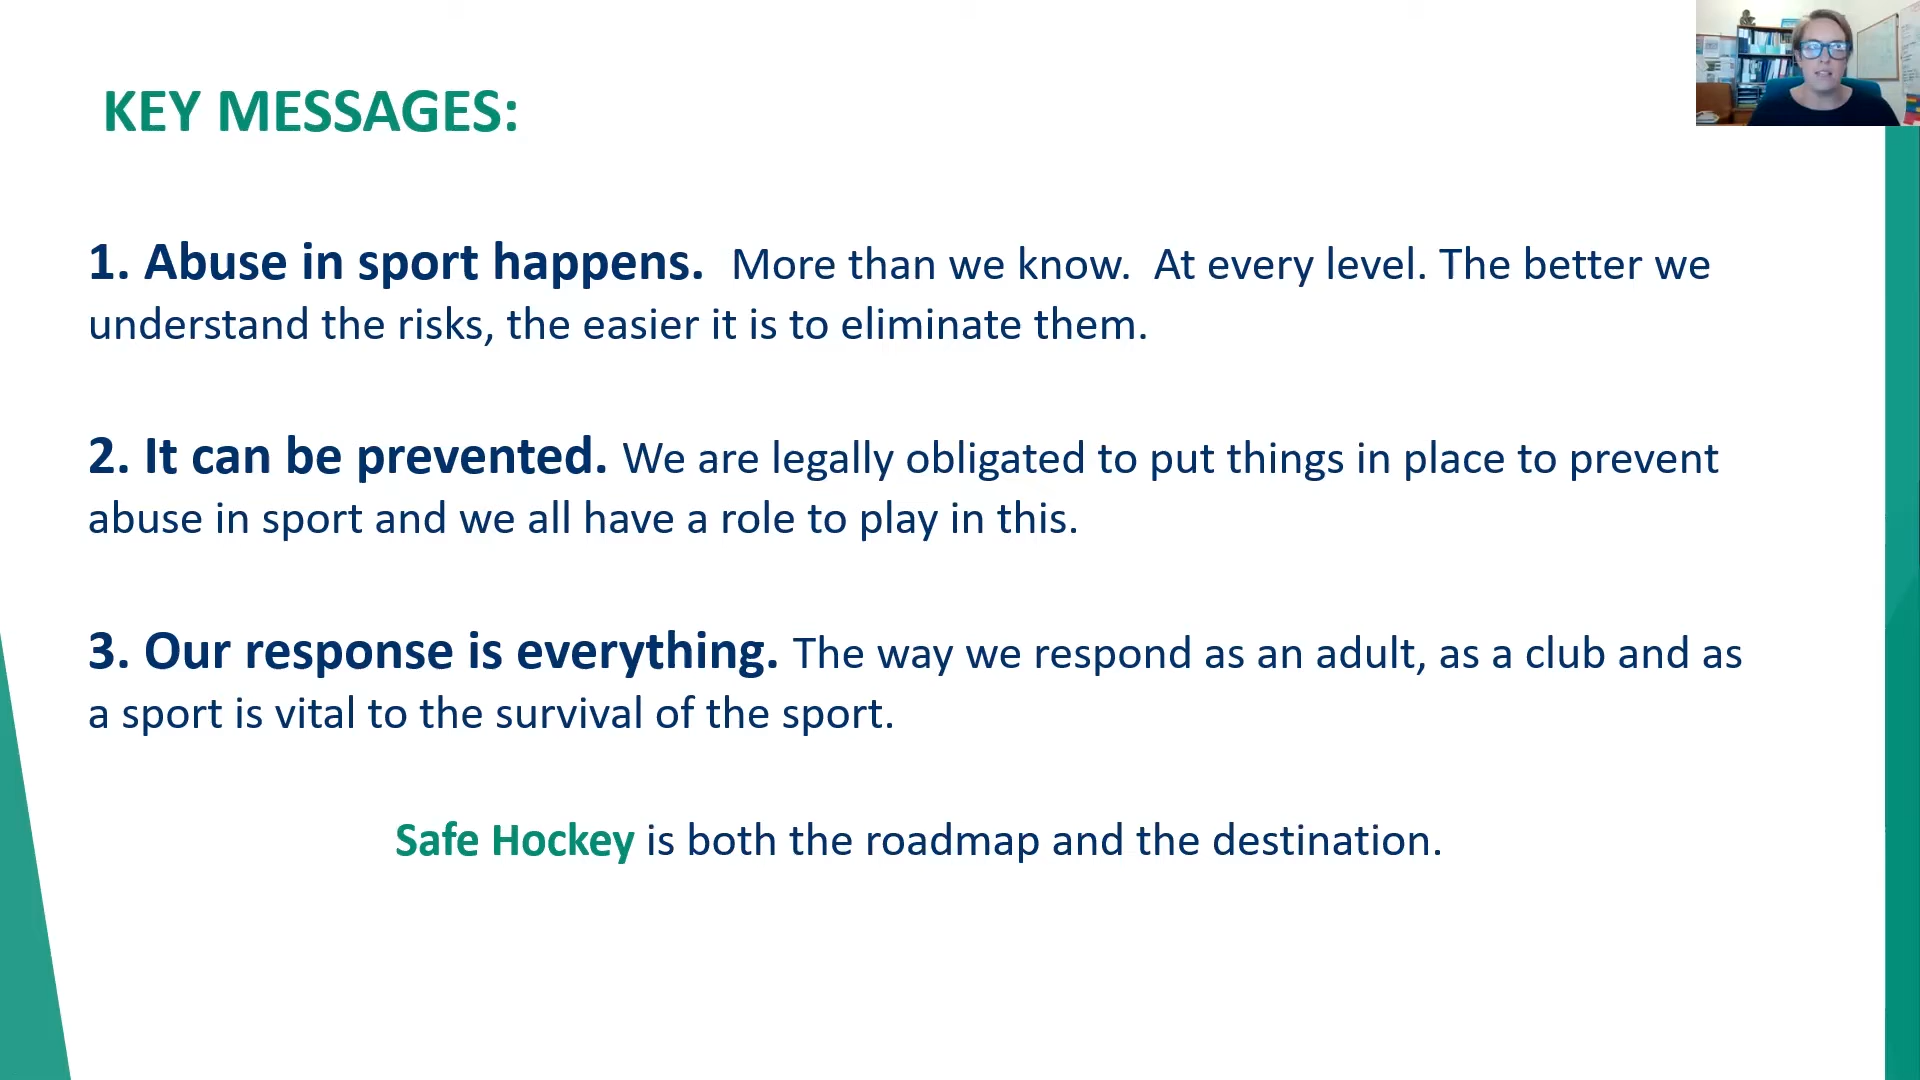 KEY MESSAGES:
1. Abuse in sport happens.  More than we know.  At every level. The better we
understand the risks, the easier it is to eliminate them.
2. It can be prevented. We are legally obligated to put things in place to prevent
abuse in sport and we all have a role to play in this.
3. Our response is everything. The way we respond as an adult, as a club and as
a sport is vital to the survival of the sport.
Safe Hockey is both the roadmap and the destination.